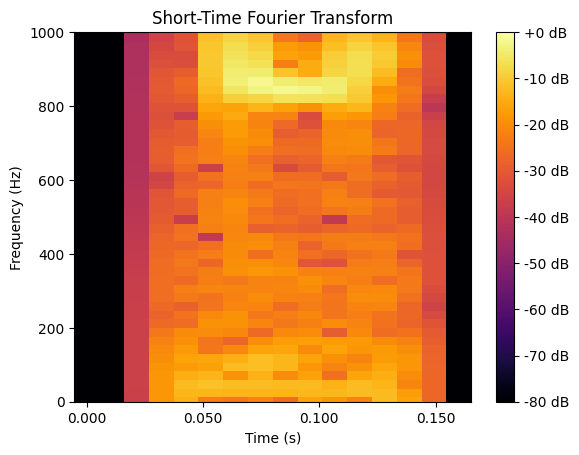 Short-Time Fourier Transform
1000
800
600
400
200
0
Frequency (Hz)
0.000
0.050
0.100
0.150
Time (s)
+0 dB
-10 dB
-20 dB
-30 dB
-40 dB
-50 dB
-60 dB
-70 dB
-80 dB